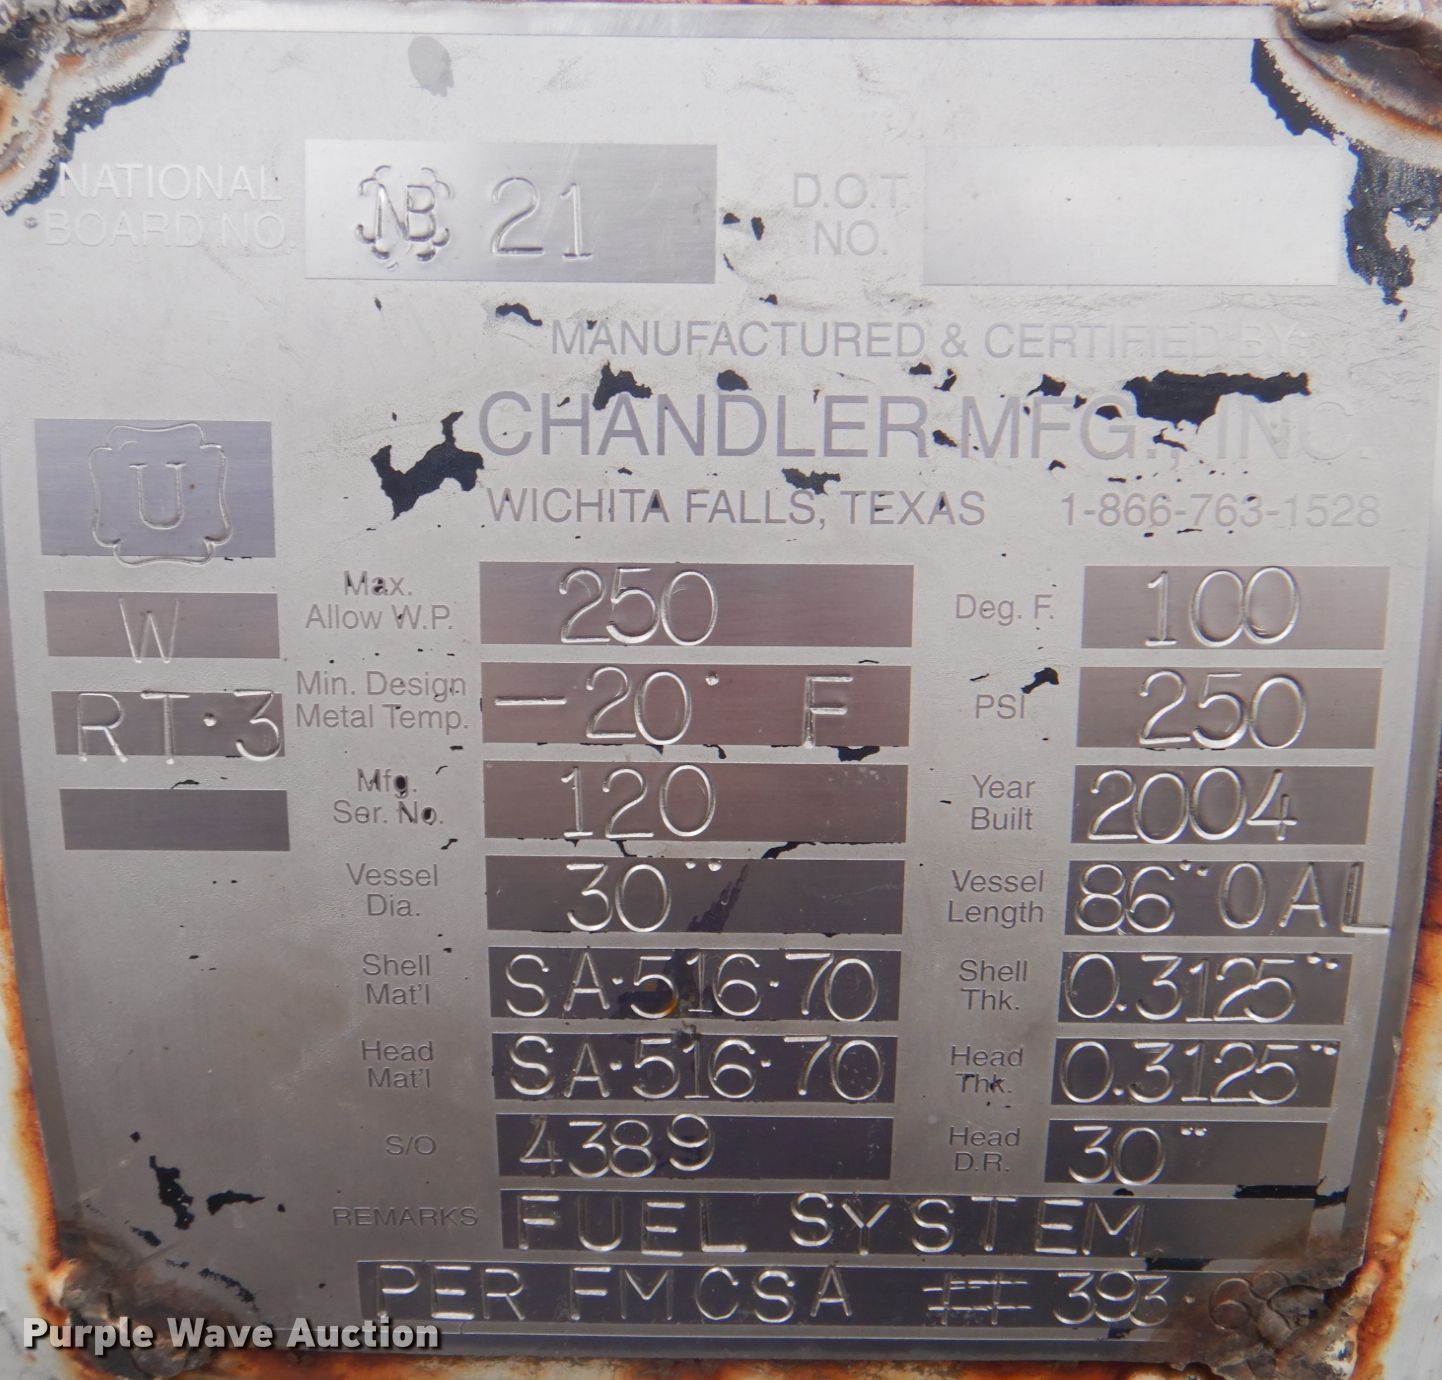 NATIONAL BOARD NO. NB 21 D.O.T. NO.
MANUFACTURED & CERTIFIED BY:
CHANDLER MFG., INC.
WICHITA FALLS, TEXAS 1-866-763-1528
U
W
RT·3
Max. Allow W.P. 250 Deg. F. 100
Min. Design Metal Temp. -20° F PSI 250
Mfg. Ser. No. 120 Year Built 2004
Vessel Dia. 30" Vessel Length 86" OAL
Shell Mat'l SA·516·70 Shell Thk. 0.3125"
Head Mat'l SA·516·70 Head Thk. 0.3125"
S/O 4389 Head D.R. 30"
REMARKS FUEL SYSTEM
PER FMCSA # 393.
Purple Wave Auction